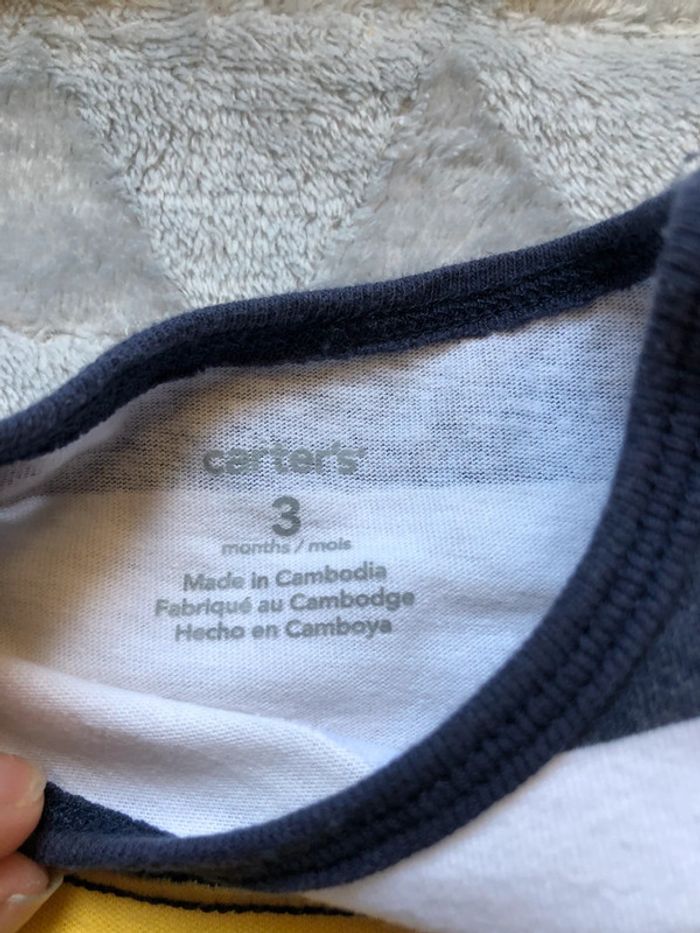 carter's
3
months / mois
Made in Cambodia
Fabriqué au Cambodge
Hecho en Camboya